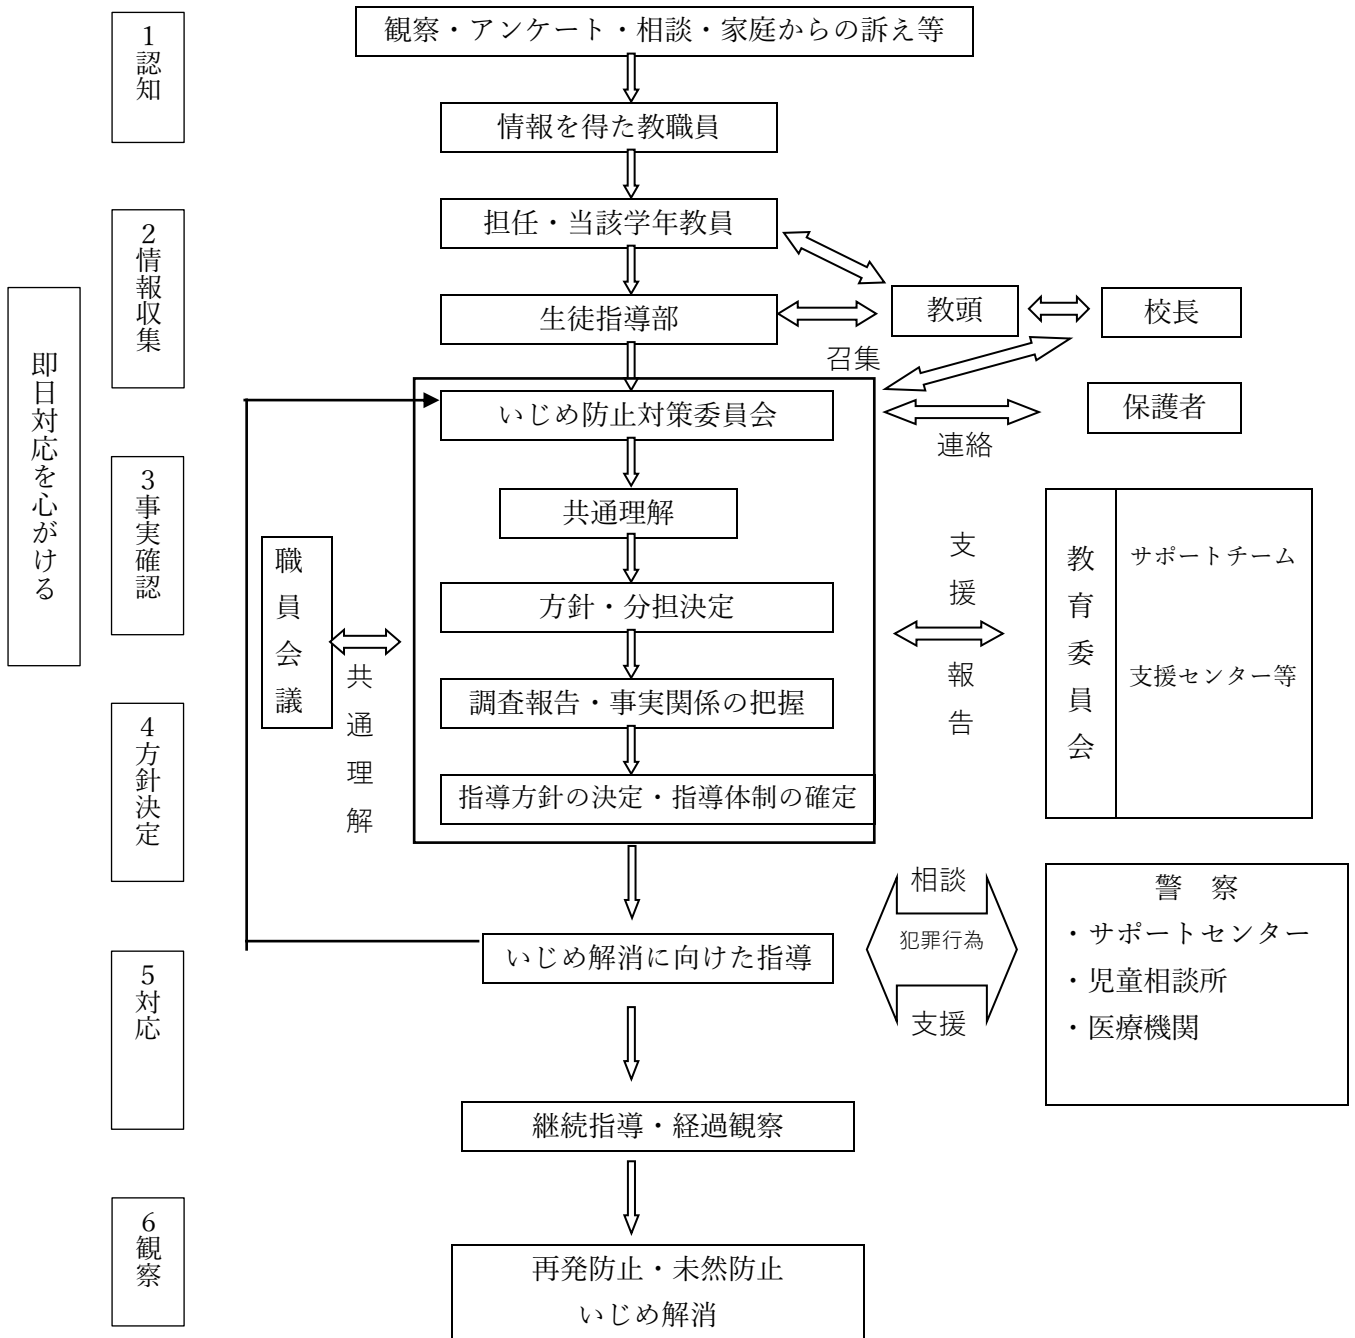 1認知
観察・アンケート・相談・家庭からの訴え等
情報を得た教職員
2情報収集
担任・当該学年教員
生徒指導部
教頭
校長
召集
即日対応を心がける
いじめ防止対策委員会
保護者
連絡
3事実確認
共通理解
職員会議
共通理解
方針・分担決定
支援
報告
教育委員会
サポートチーム
支援センター等
調査報告・事実関係の把握
4方針決定
指導方針の決定・指導体制の確定
相談
犯罪行為
支援
警 察
・サポートセンター
・児童相談所
・医療機関
5対応
いじめ解消に向けた指導
継続指導・経過観察
6観察
再発防止・未然防止
いじめ解消